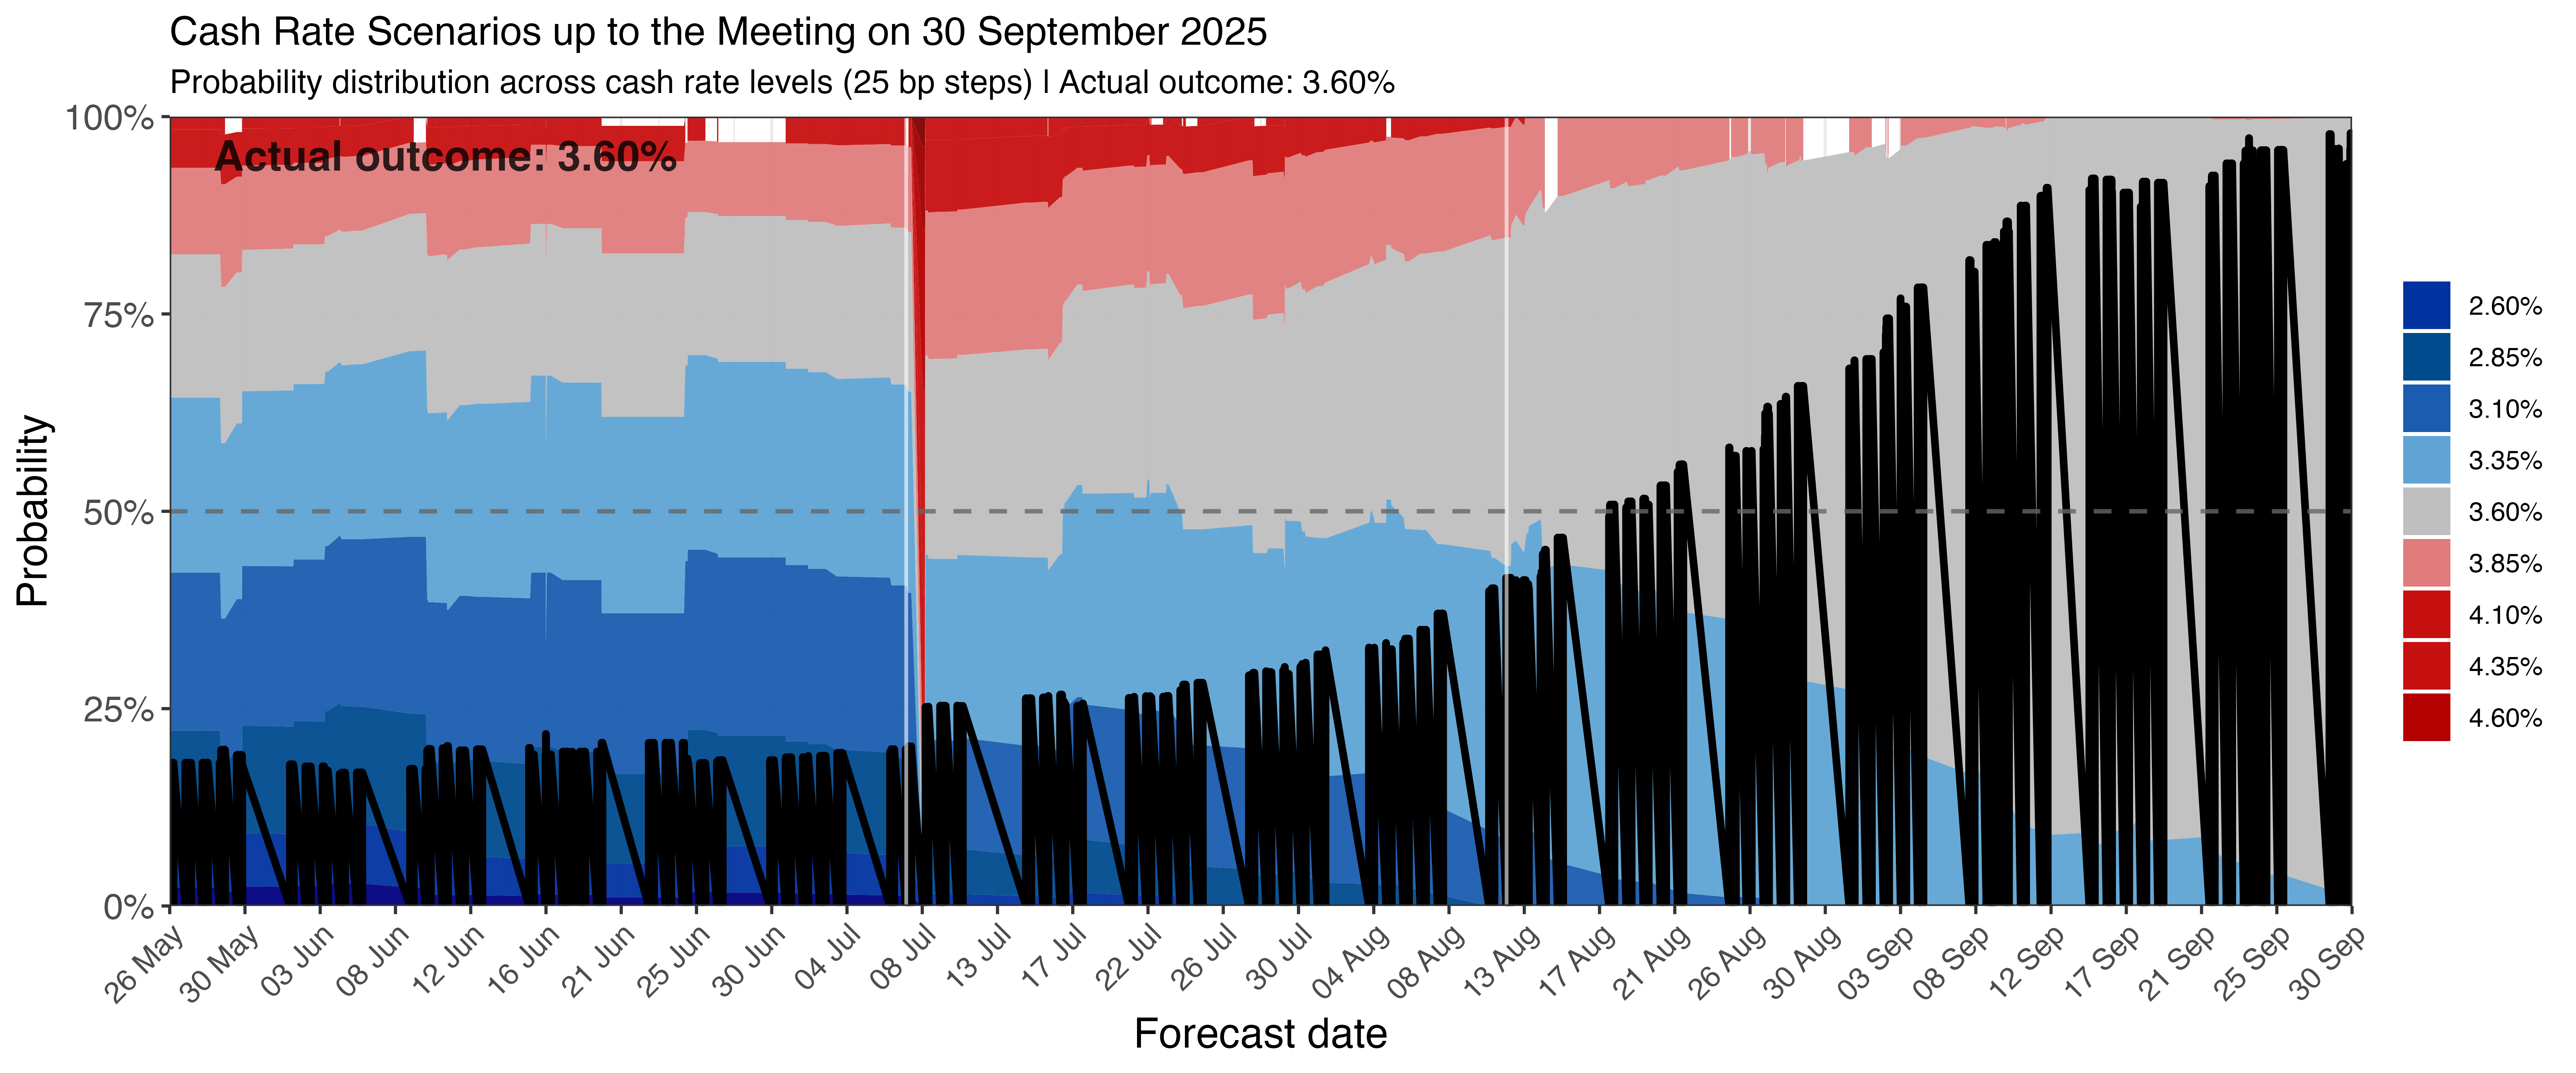 Cash Rate Scenarios up to the Meeting on 30 September 2025
Probability distribution across cash rate levels (25 bp steps) | Actual outcome: 3.60%
Actual outcome: 3.60%
Probability
100%
75%
50%
25%
0%
26 May
30 May
03 Jun
08 Jun
12 Jun
16 Jun
21 Jun
25 Jun
30 Jun
04 Jul
08 Jul
13 Jul
17 Jul
22 Jul
26 Jul
30 Jul
04 Aug
08 Aug
13 Aug
17 Aug
21 Aug
26 Aug
30 Aug
03 Sep
08 Sep
12 Sep
17 Sep
21 Sep
25 Sep
30 Sep
Forecast date
2.60%
2.85%
3.10%
3.35%
3.60%
3.85%
4.10%
4.35%
4.60%